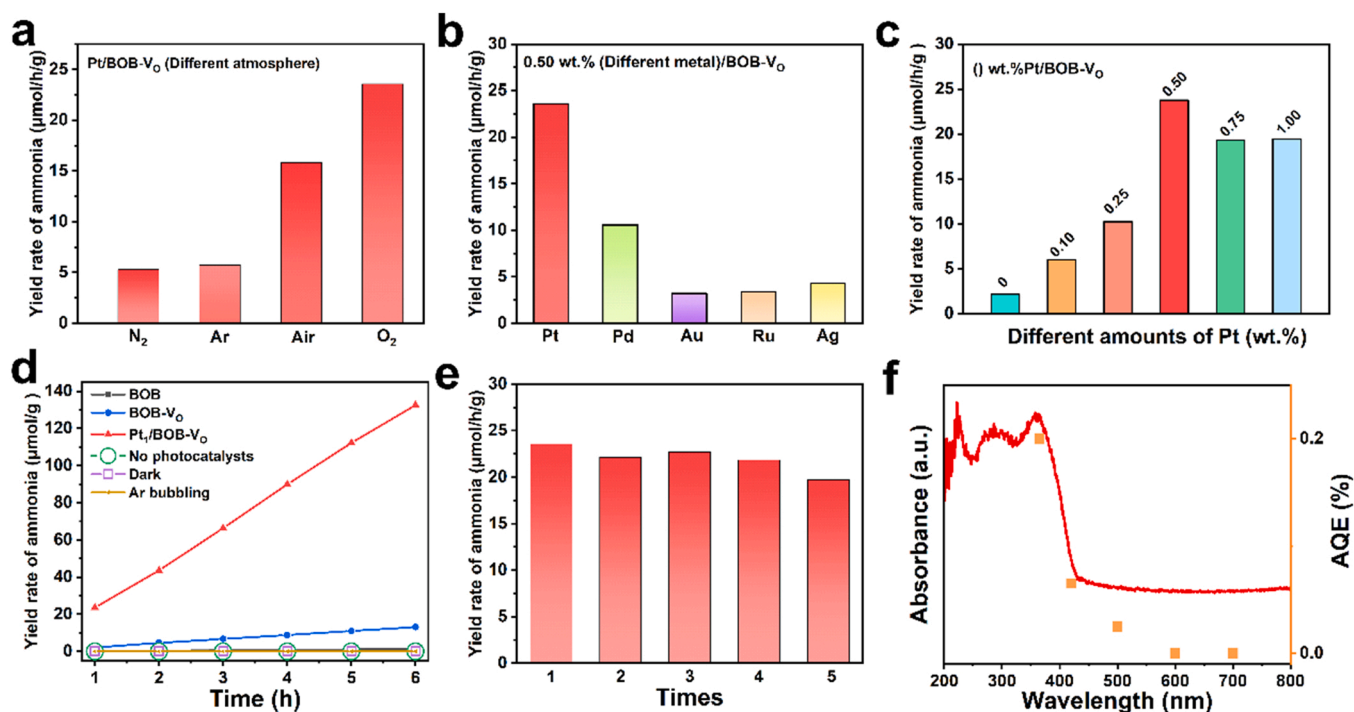 a
Yield rate of ammonia (μmol/h/g)
Pt/BOB-VO (Different atmosphere)
25
20
15
10
5
0
N2 Ar Air O2
b
Yield rate of ammonia (μmol/h/g)
0.50 wt.% (Different metal)/BOB-VO
30
25
20
15
10
5
0
Pt Pd Au Ru Ag
c
Yield rate of ammonia (μmol/h/g)
() wt.%Pt/BOB-VO
30
25
20
15
10
5
0
0 0.10 0.25 0.50 0.75 1.00
Different amounts of Pt (wt.%)
d
Yield rate of ammonia (μmol/g)
140
120
100
80
60
40
20
0
BOB
BOB-VO
Pt1/BOB-VO
No photocatalysts
Dark
Ar bubling
1 2 3 4 5 6
Time (h)
e
Yield rate of ammonia (μmol/h/g)
30
25
20
15
10
5
0
1 2 3 4 5
Times
f
Absorbance (a.u.)
0.2
0.0
AQE (%)
200 300 400 500 600 700 800
Wavelength (nm)